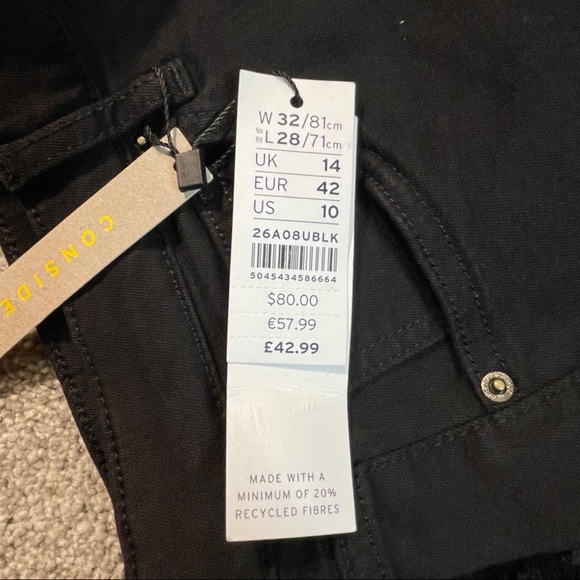 W 32/81cm
to fit L 28/71cm
UK 14
EUR 42
US 10
26A08UBLK
5045434586664
$80.00
€57.99
£42.99
MADE WITH A
MINIMUM OF 20%
RECYCLED FIBRES
CONSIDE